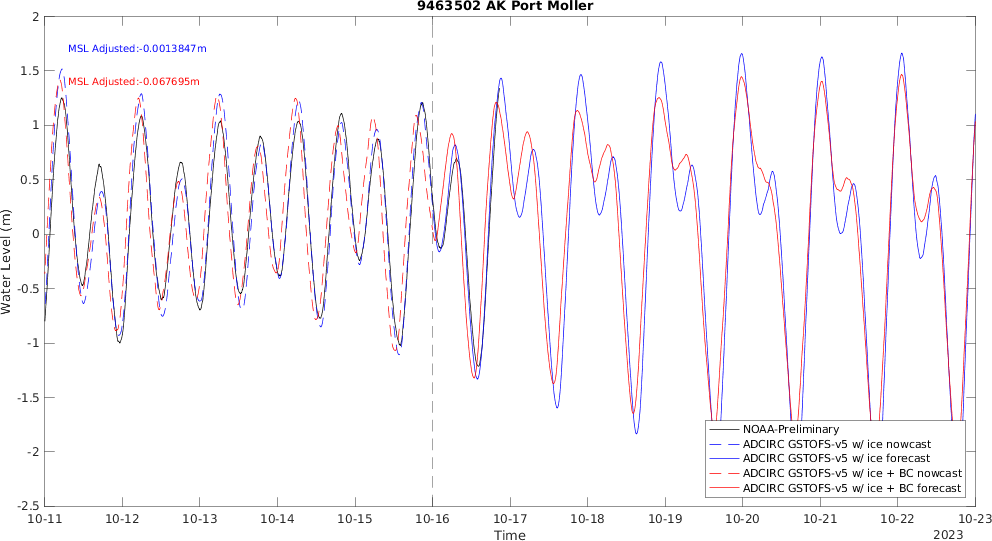 9463502 AK Port Moller
MSL Adjusted:-0.0013847m
MSL Adjusted:-0.067695m
Water Level (m)
2
1.5
1
0.5
0
-0.5
-1
-1.5
-2
-2.5
NOAA-Preliminary
ADCIRC GSTOFS-v5 w/ ice nowcast
ADCIRC GSTOFS-v5 w/ ice forecast
ADCIRC GSTOFS-v5 w/ ice + BC nowcast
ADCIRC GSTOFS-v5 w/ ice + BC forecast
10-11 10-12 10-13 10-14 10-15 10-16 10-17 10-18 10-19 10-20 10-21 10-22 10-23
Time
2023